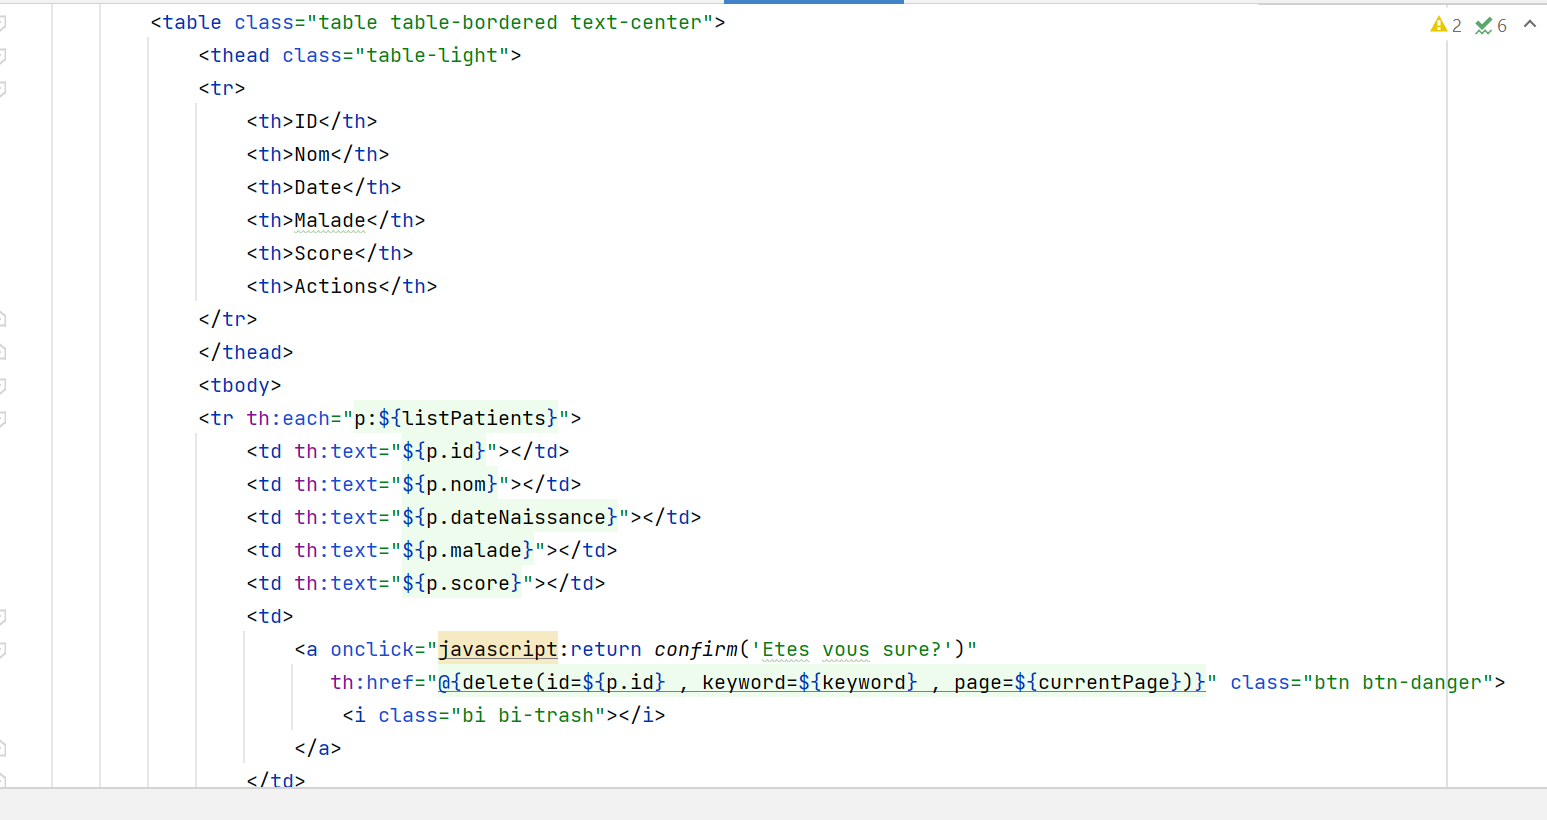 <table class="table table-bordered text-center">
2 6
<thead class="table-light">
<tr>
<th>ID</th>
<th>Nom</th>
<th>Date</th>
<th>Malade</th>
<th>Score</th>
<th>Actions</th>
</tr>
</thead>
<tbody>
<tr th:each="p:${listPatients}">
<td th:text="${p.id}"></td>
<td th:text="${p.nom}"></td>
<td th:text="${p.dateNaissance}"></td>
<td th:text="${p.malade}"></td>
<td th:text="${p.score}"></td>
<td>
<a onclick="javascript:return confirm('Etes vous sure?')"
th:href="@{delete(id=${p.id} , keyword=${keyword} , page=${currentPage})}" class="btn btn-danger">
<i class="bi bi-trash"></i>
</a>
</td>